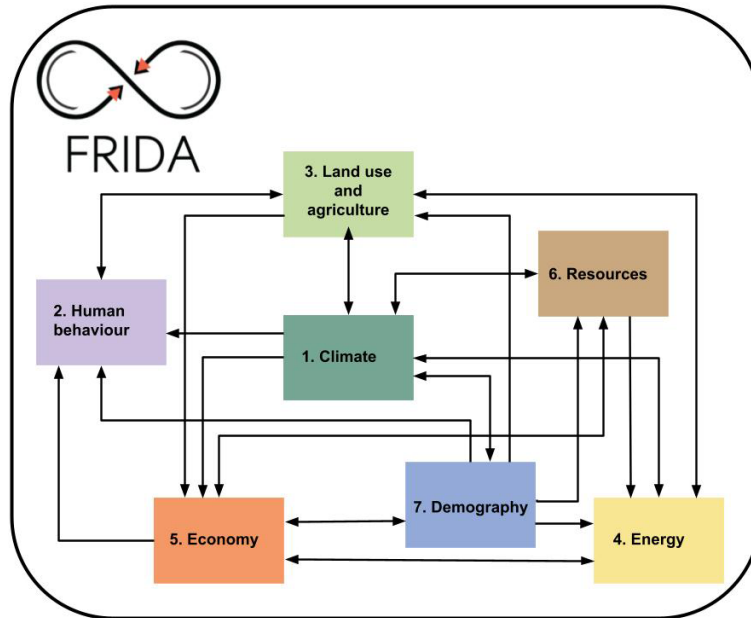 FRIDA
3. Land use
and
agriculture
6. Resources
2. Human
behaviour
1. Climate
7. Demography
5. Economy
4. Energy